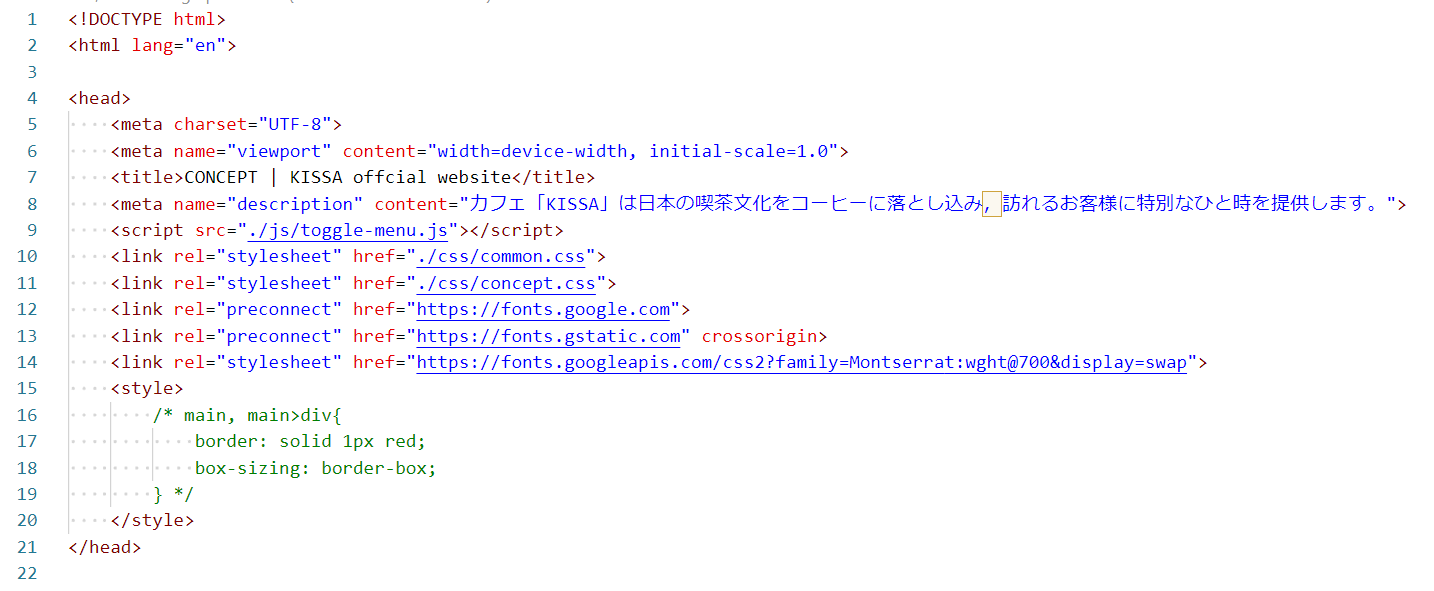 1 <!DOCTYPE html>
2 <html lang="en">
3
4 <head>
5 <meta charset="UTF-8">
6 <meta name="viewport" content="width=device-width, initial-scale=1.0">
7 <title>CONCEPT | KISSA offcial website</title>
8 <meta name="description" content="カフェ「KISSA」は日本の喫茶文化をコーヒーに落とし込み，訪れるお客様に特別なひと時を提供します。">
9 <script src="./js/toggle-menu.js"></script>
10 <link rel="stylesheet" href="./css/common.css">
11 <link rel="stylesheet" href="./css/concept.css">
12 <link rel="preconnect" href="https://fonts.google.com">
13 <link rel="preconnect" href="https://fonts.gstatic.com" crossorigin>
14 <link rel="stylesheet" href="https://fonts.googleapis.com/css2?family=Montserrat:wght@700&display=swap">
15 <style>
16 /* main, main>div{
17 border: solid 1px red;
18 box-sizing: border-box;
19 } */
20 </style>
21 </head>
22